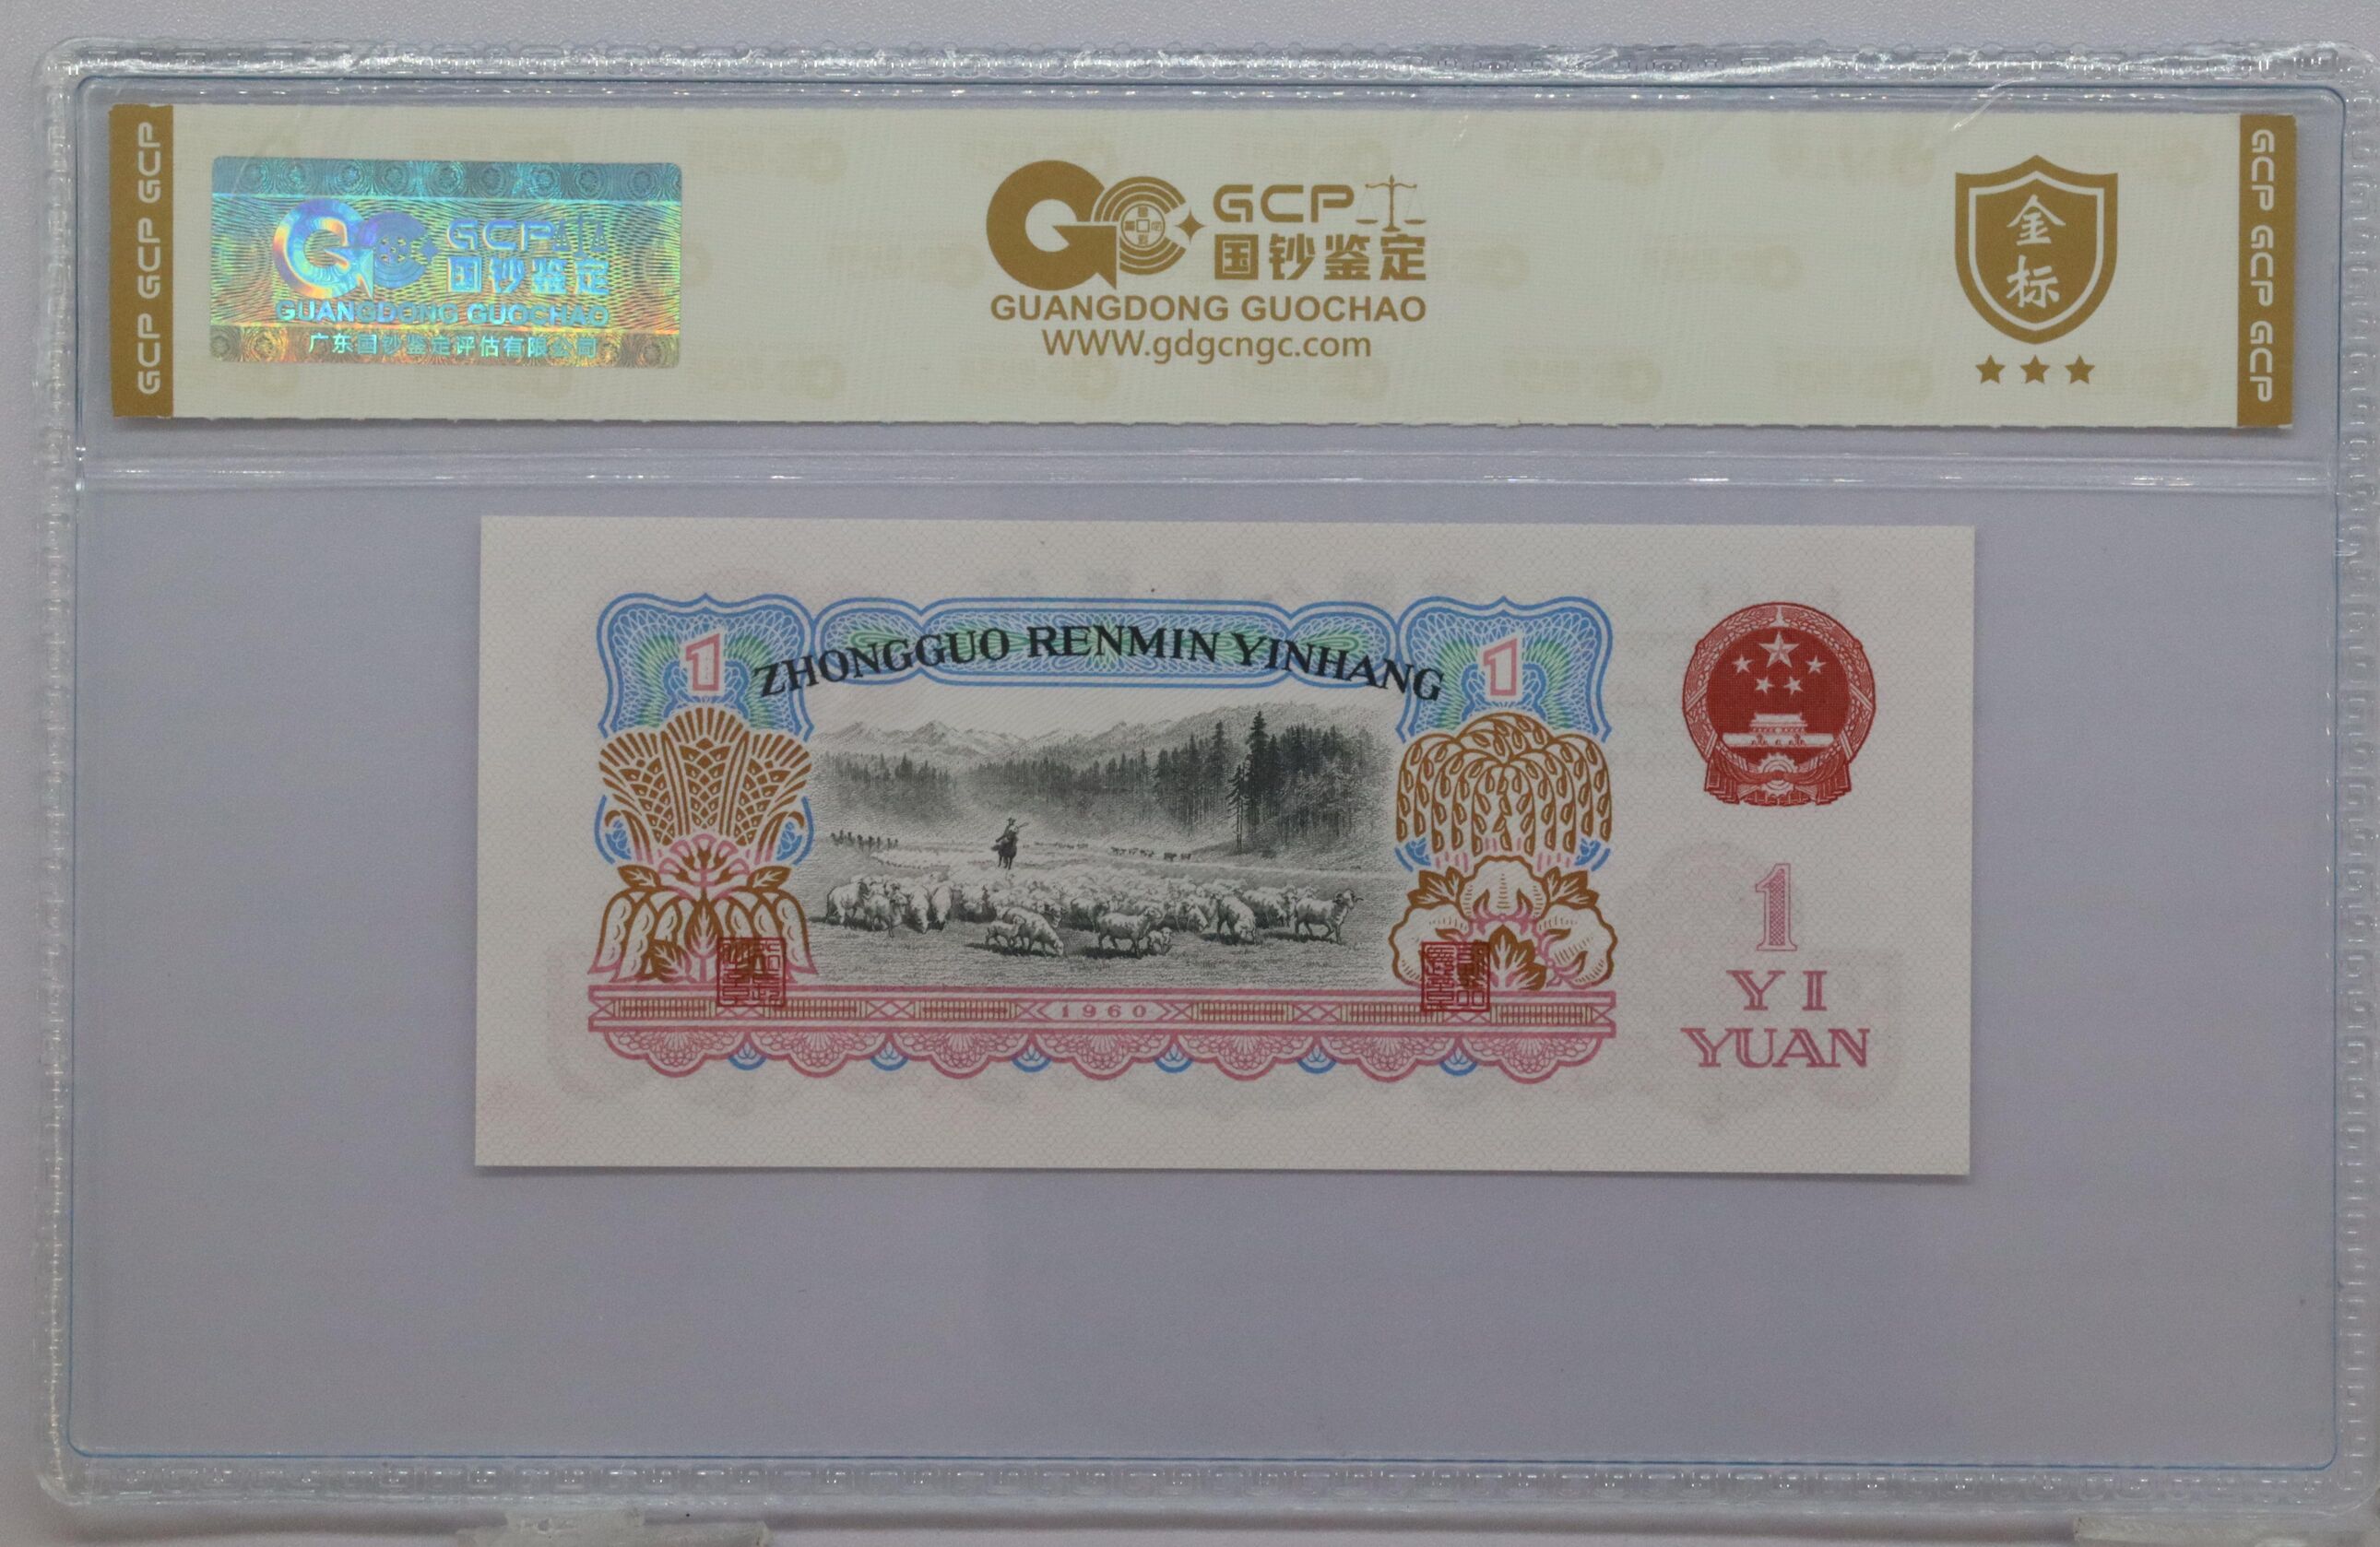 GCP GCP GCP
GCP
国钞鉴定
GUANGDONG GUOCHAO
广东国钞鉴定评估有限公司
GCP
国钞鉴定
GUANGDONG GUOCHAO
WWW.gdgcngc.com
金
标
GCP GCP GCP
1
ZHONGGUO RENMIN YINHANG
1
1960
1
YI
YUAN